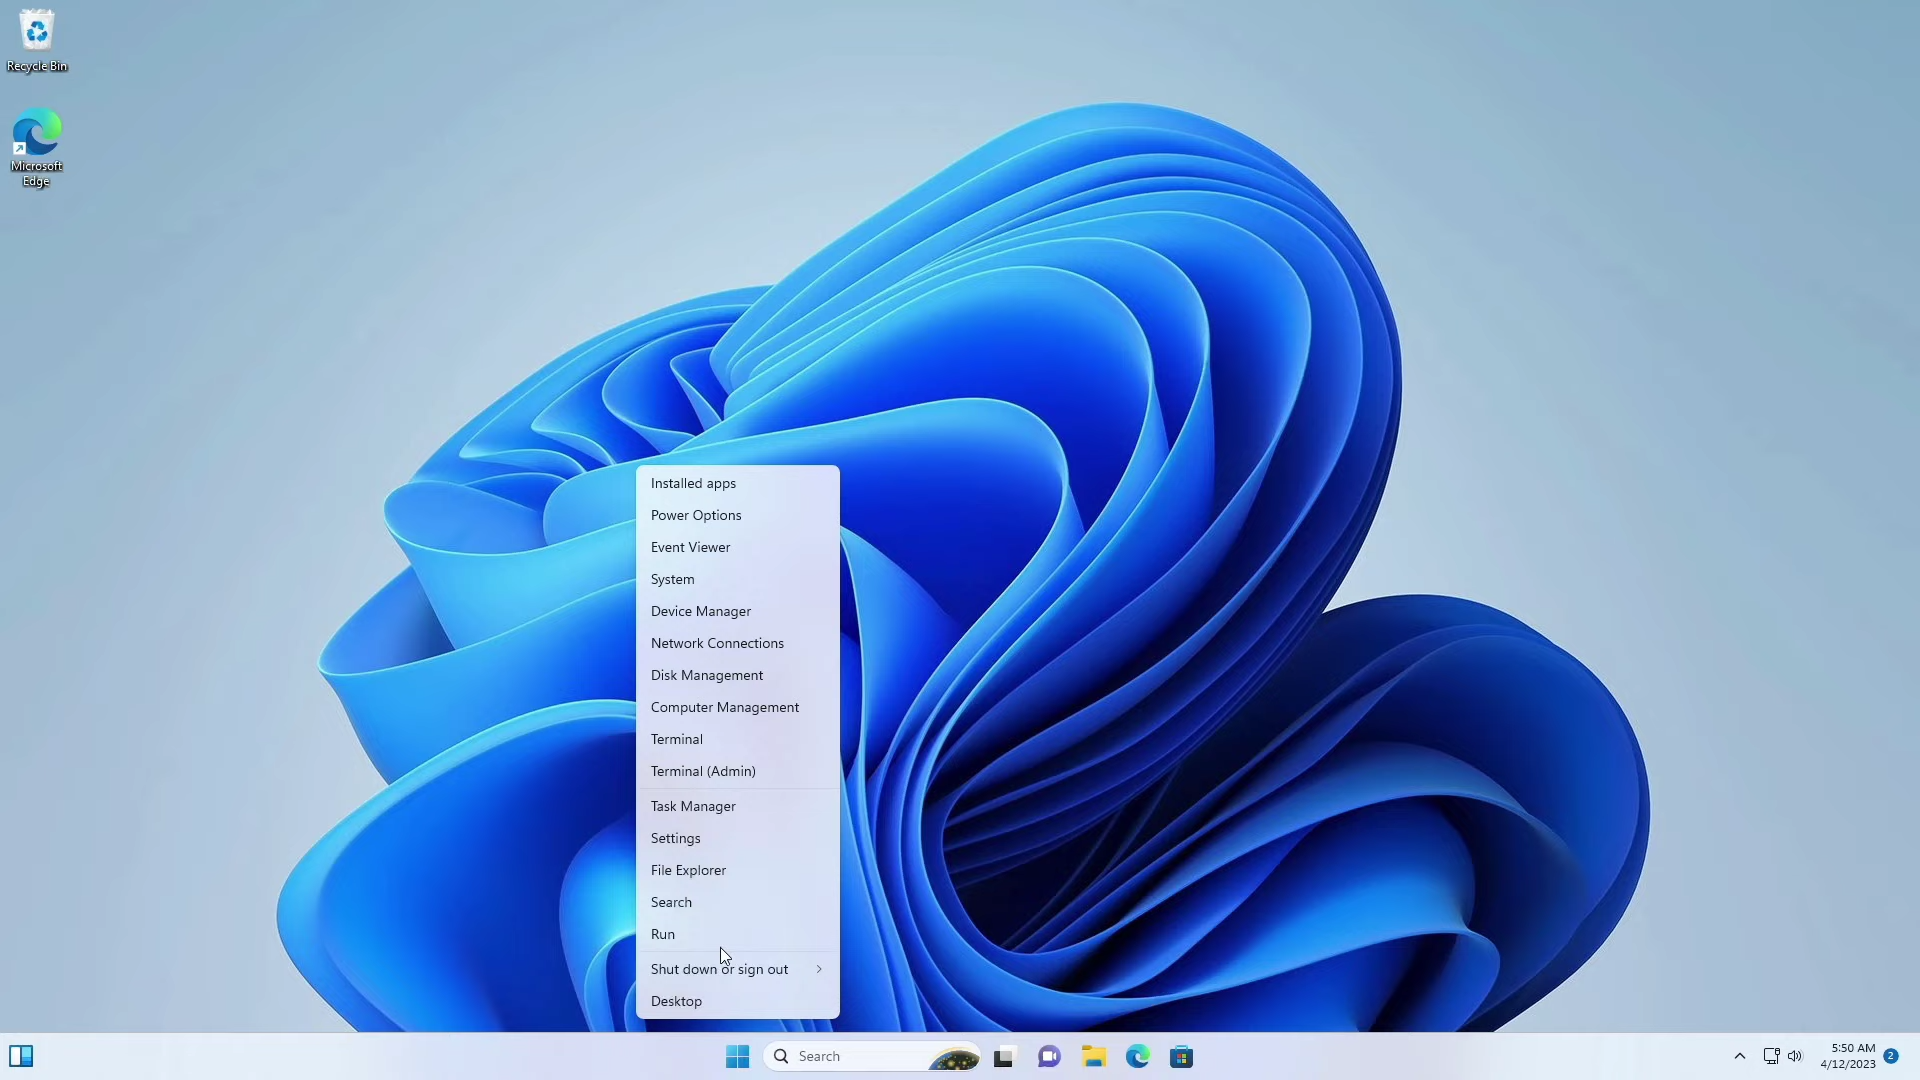 Recycle Bin
Microsoft
Edge
Installed apps
Power Options
Event Viewer
System
Device Manager
Network Connections
Disk Management
Computer Management
Terminal
Terminal (Admin)
Task Manager
Settings
File Explorer
Search
Run
Shut down or sign out
Desktop
Search
5:50 AM
4/12/2023
2